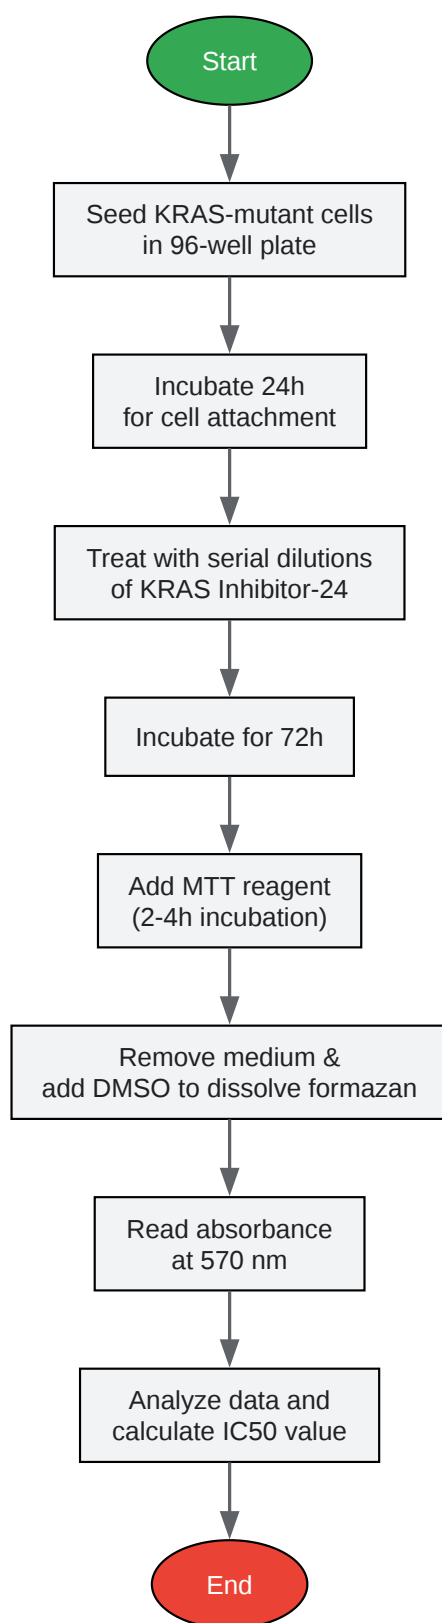 Start
Seed KRAS-mutant cells
in 96-well plate
Incubate 24h
for cell attachment
Treat with serial dilutions
of KRAS Inhibitor-24
Incubate for 72h
Add MTT reagent
(2-4h incubation)
Remove medium &
add DMSO to dissolve formazan
Read absorbance
at 570 nm
Analyze data and
calculate IC50 value
End